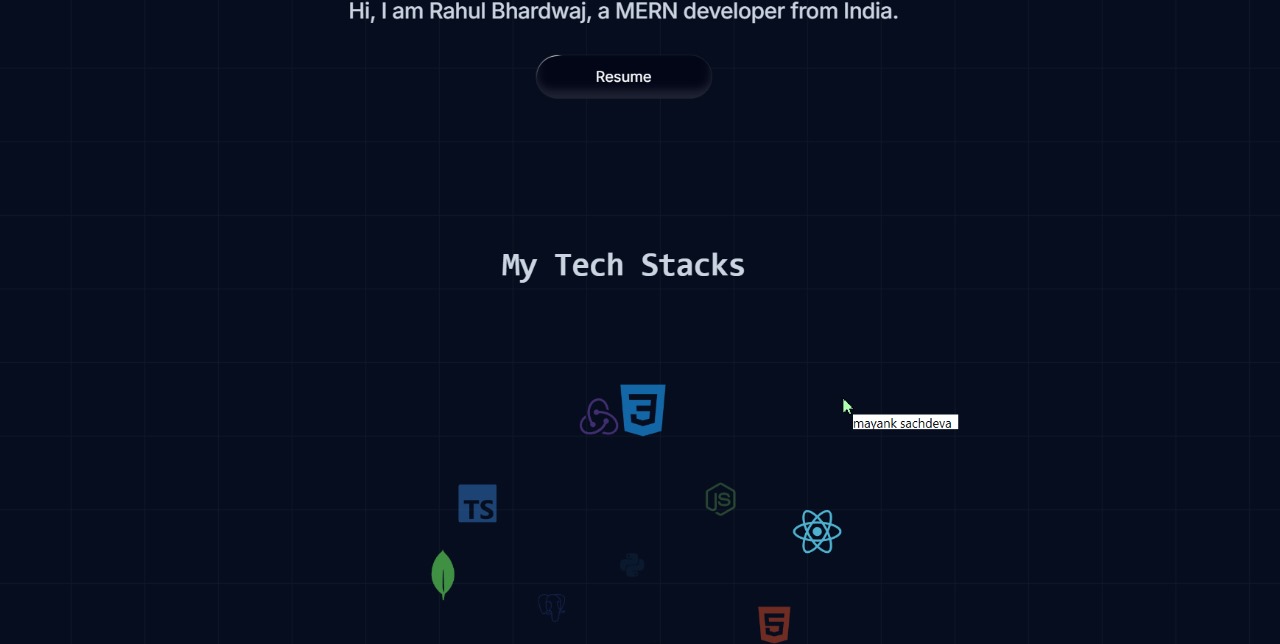 Hi, I am Rahul Bhardwaj, a MERN developer from India.
Resume
My Tech Stacks
3
mayank sachdeva
TS
JS
5